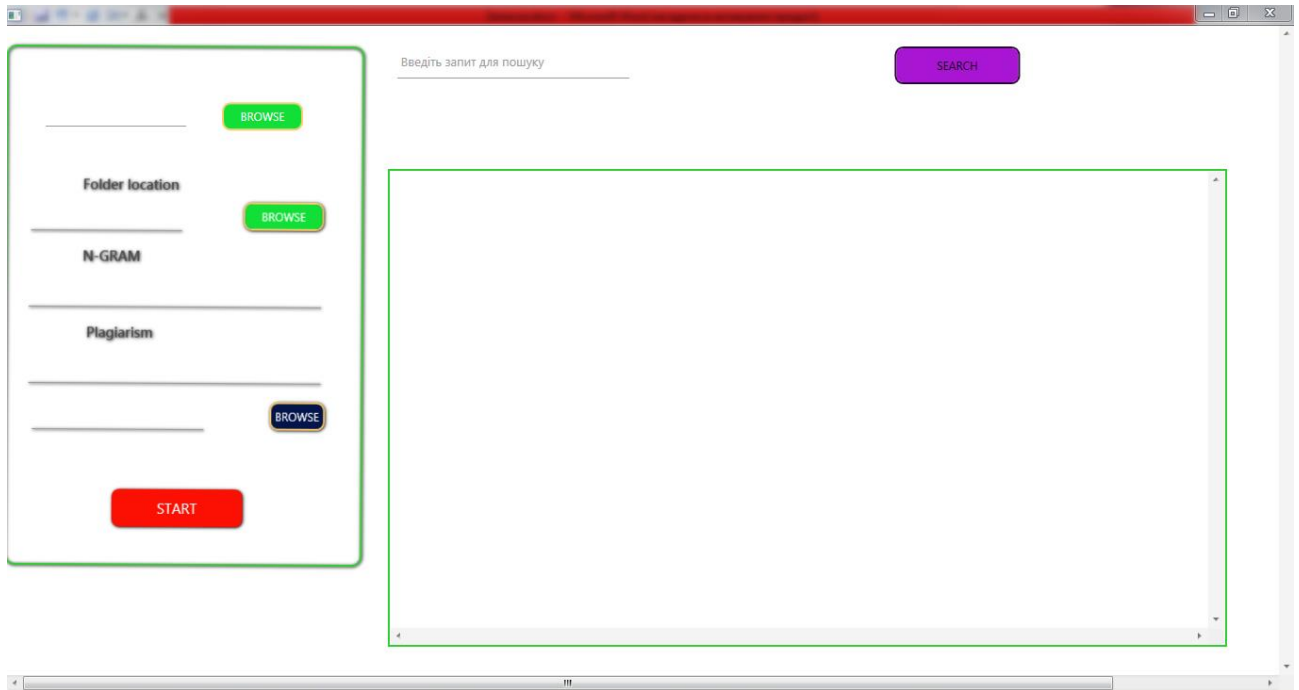 BROWSE
Folder location
BROWSE
N-GRAM
Plagiarism
BROWSE
START
Введіть запит для пошуку
SEARCH